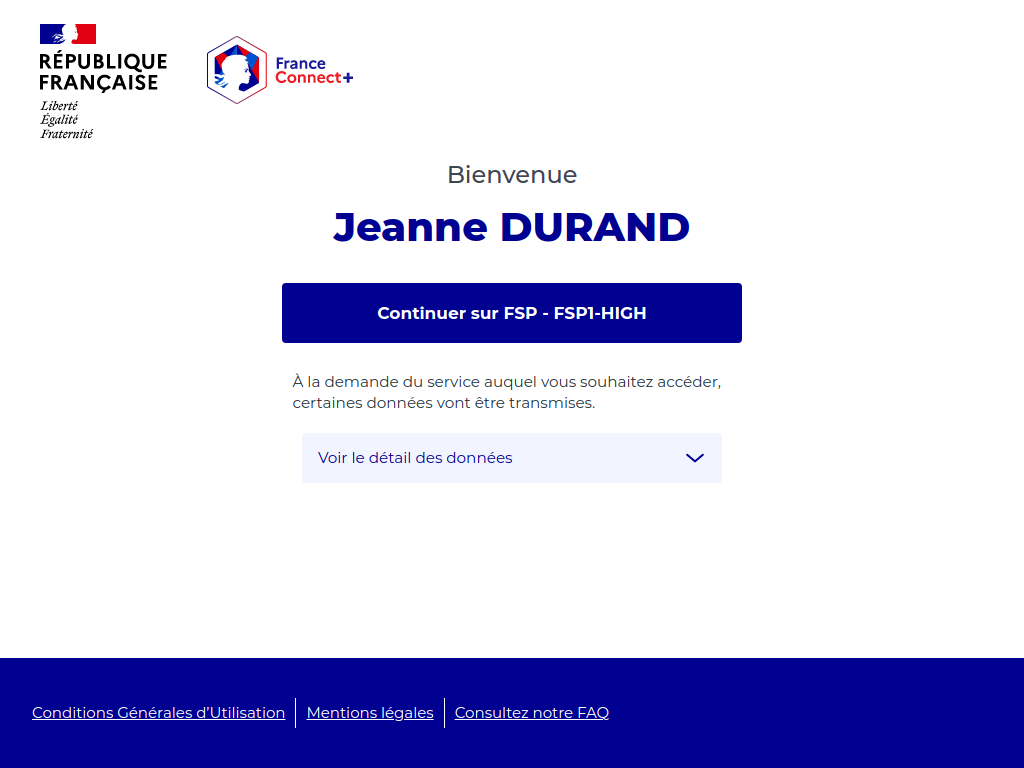 RÉPUBLIQUE
FRANÇAISE
Liberté
Égalité
Fraternité
France
Connect+
Bienvenue
Jeanne DURAND
Continuer sur FSP - FSP1-HIGH
À la demande du service auquel vous souhaitez accéder,
certaines données vont être transmises.
Voir le détail des données
Conditions Générales d’Utilisation
Mentions légales
Consultez notre FAQ